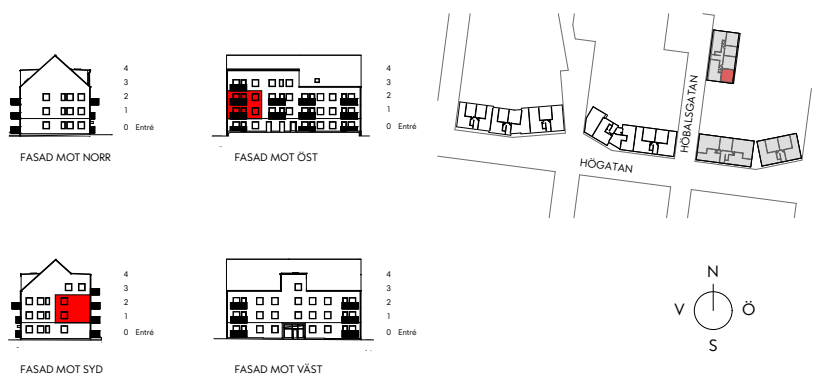 4
3
2
1
0 Entré
FASAD MOT NORR
4
3
2
1
0 Entré
FASAD MOT ÖST
HÖBALSGATAN
HÖGATAN
4
3
2
1
0 Entré
FASAD MOT SYD
4
3
2
1
0 Entré
FASAD MOT VÄST
N
V Ö
S